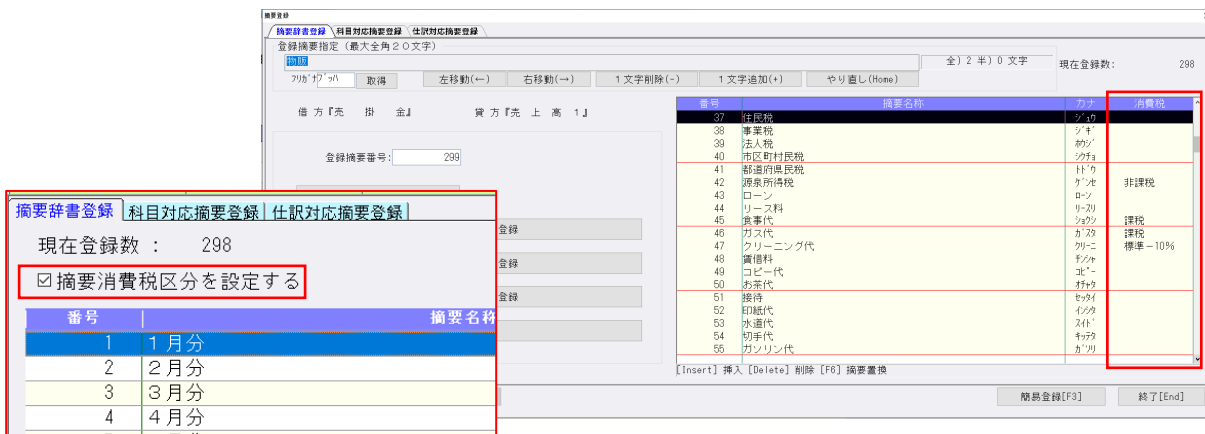 摘要登録
摘要辞書登録 科目対応摘要登録 仕訳対応摘要登録
登録摘要指定(最大全角20文字)
物販
全)2 半)0 文字
現在登録数: 298
フリガナ ブッハ 取得 左移動(←) 右移動(→) 1文字削除(-) 1文字追加(+) やり直し(Home)
借方『売 掛 金』 貸方『売 上 高 1』
登録摘要番号: 299
登録
登録
登録
番号 摘要名称 カナ 消費税
37 住民税 ジュウ
38 事業税 ジギ
39 法人税 ホウジ
40 市区町村民税 シクチョ
41 都道府県民税 トドウ
42 源泉所得税 ゲンセ 非課税
43 ローン ローン
44 リース料 リースリ
45 食事代 ショクジ 課税
46 ガス代 ガスダ 課税
47 クリーニング代 クリーニ 標準-10%
48 賃借料 チンシャ
49 コピー代 コピー
50 お茶代 オチャダ
51 接待 セッタイ
52 印紙代 インシダ
53 水道代 スイド
54 切手代 キッテダ
55 ガソリン代 ガソリ
[Insert] 挿入 [Delete] 削除 [F6] 摘要置換
簡易登録[F3] 終了[End]
摘要辞書登録 科目対応摘要登録 仕訳対応摘要登録
現在登録数 : 298
☑摘要消費税区分を設定する
番号 摘要名称
1 1月分
2 2月分
3 3月分
4 4月分